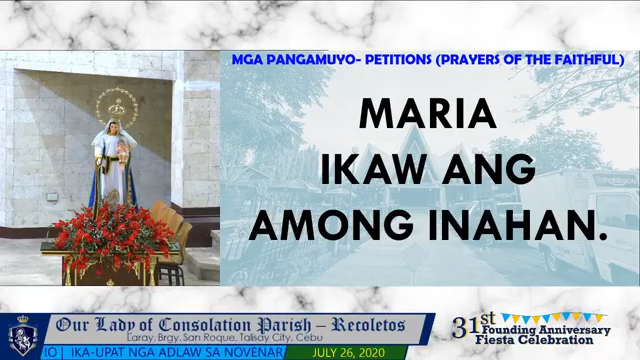 MGA PANGAMUYO- PETITIONS (PRAYERS OF THE FAITHFUL)
MARIA
IKAW ANG
AMONG INAHAN.
Our Lady of Consolation Parish – Recoletos
Laray, Brgy. San Roque, Talisay City, Cebu
IO | IKA-UPAT NGA ADLAW SA NOVENAR
JULY 26, 2020
31st
Founding Anniversary
Fiesta Celebration